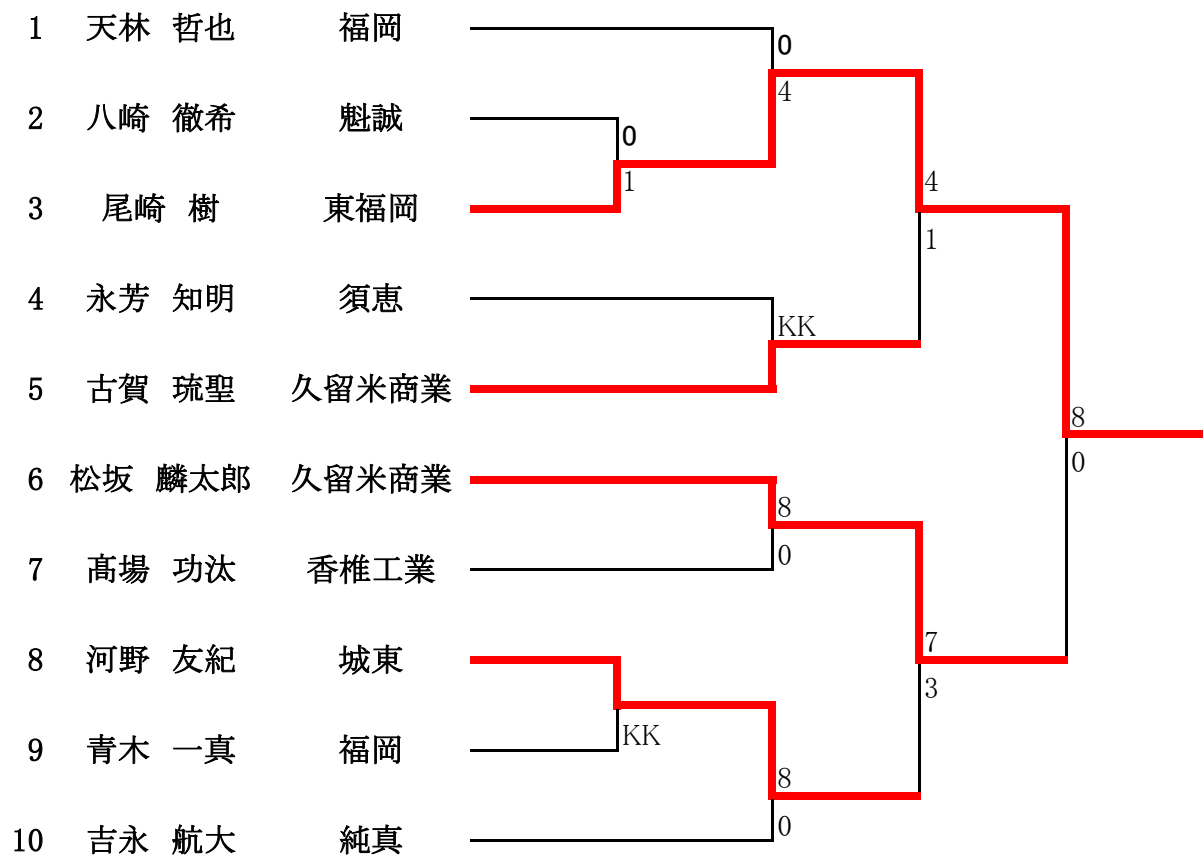 1 天林 哲也 福岡
0
4
2 八崎 徹希 魁誠
0
1
3 尾崎 樹 東福岡
4
1
4 永芳 知明 須恵
KK
5 古賀 琉聖 久留米商業
8
0
6 松坂 麟太郎 久留米商業
8
0
7 髙場 功汰 香椎工業
7
3
8 河野 友紀 城東
KK
9 青木 一真 福岡
8
0
10 吉永 航大 純真